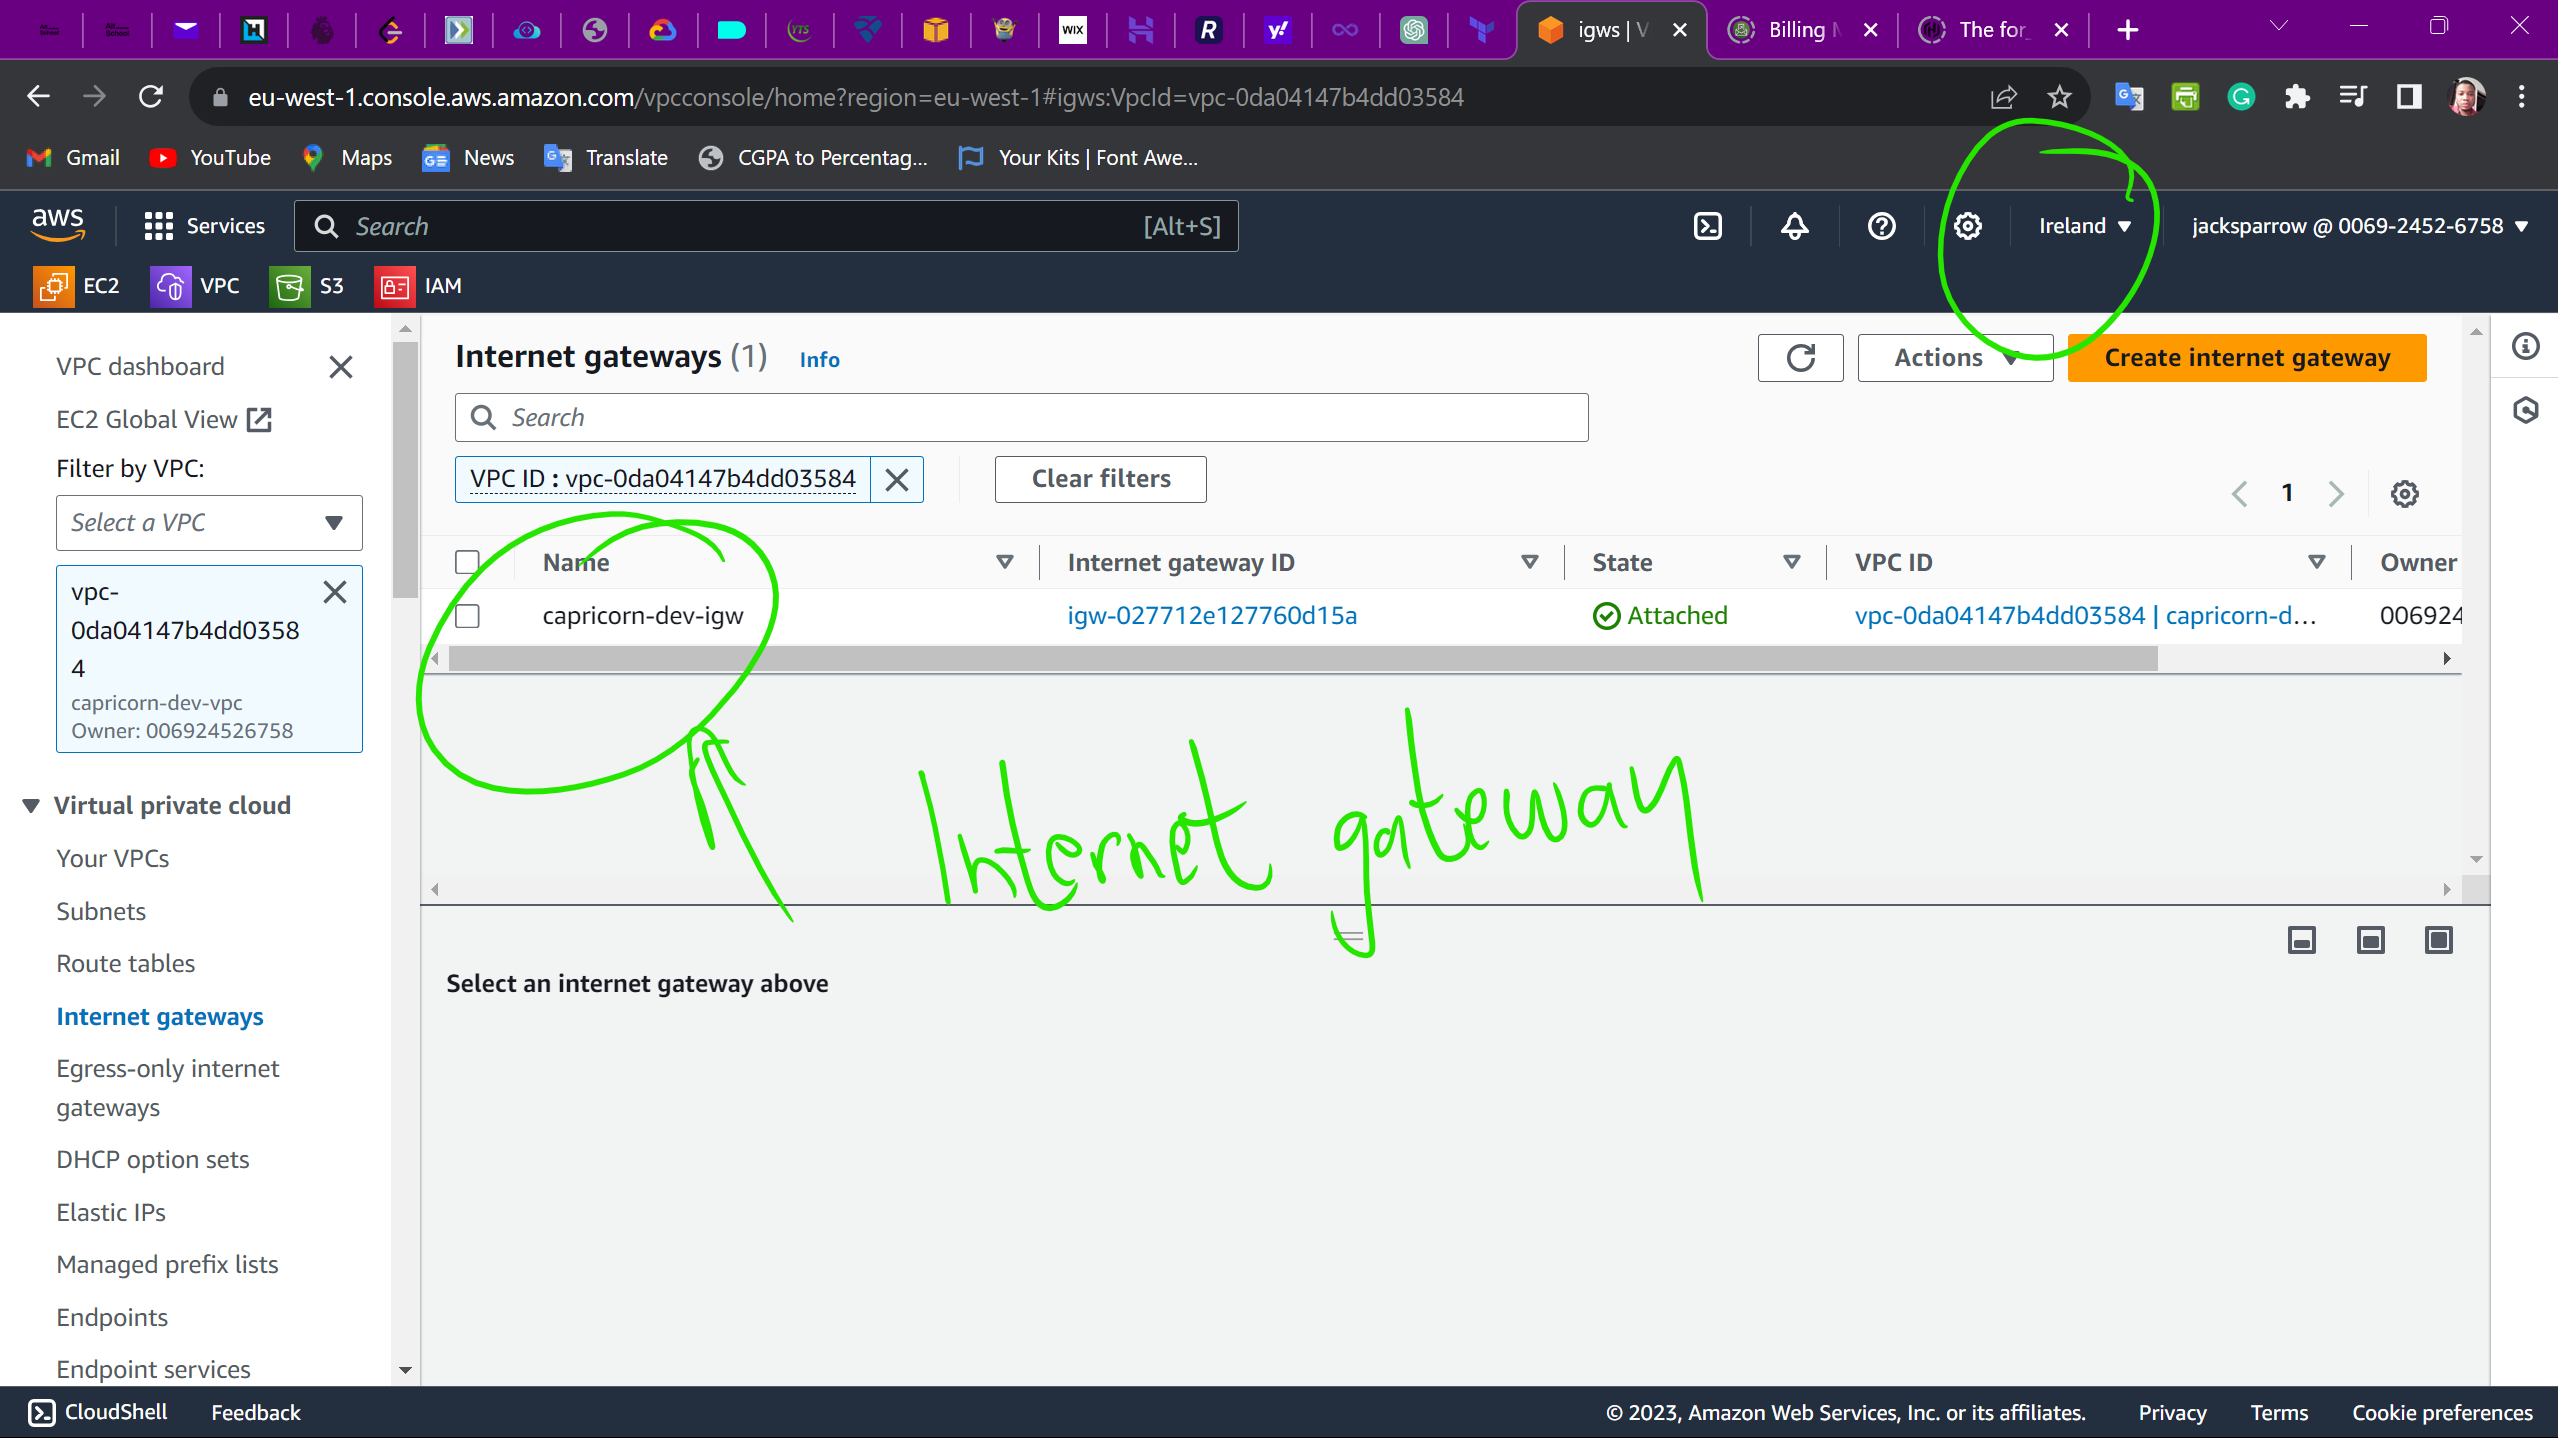 igws | V
Billing M
The for
eu-west-1.console.aws.amazon.com/vpcconsole/home?region=eu-west-1#igws:VpcId=vpc-0da04147b4dd03584
Gmail YouTube Maps News Translate CGPA to Percentag... Your Kits | Font Awe...
aws Services Search [Alt+S] Ireland jacksparrow @ 0069-2452-6758
EC2 VPC S3 IAM
VPC dashboard
EC2 Global View
Filter by VPC:
Select a VPC
vpc-
0da04147b4dd0358
4
capricorn-dev-vpc
Owner: 006924526758
Virtual private cloud
Your VPCs
Subnets
Route tables
Internet gateways
Egress-only internet
gateways
DHCP option sets
Elastic IPs
Managed prefix lists
Endpoints
Endpoint services
Internet gateways (1) Info
Actions Create internet gateway
Search
VPC ID : vpc-0da04147b4dd03584 Clear filters
1
Name Internet gateway ID State VPC ID Owner
capricorn-dev-igw igw-027712e127760d15a Attached vpc-0da04147b4dd03584 | capricorn-d... 006924
Internet gateway
Select an internet gateway above
CloudShell Feedback © 2023, Amazon Web Services, Inc. or its affiliates. Privacy Terms Cookie preferences